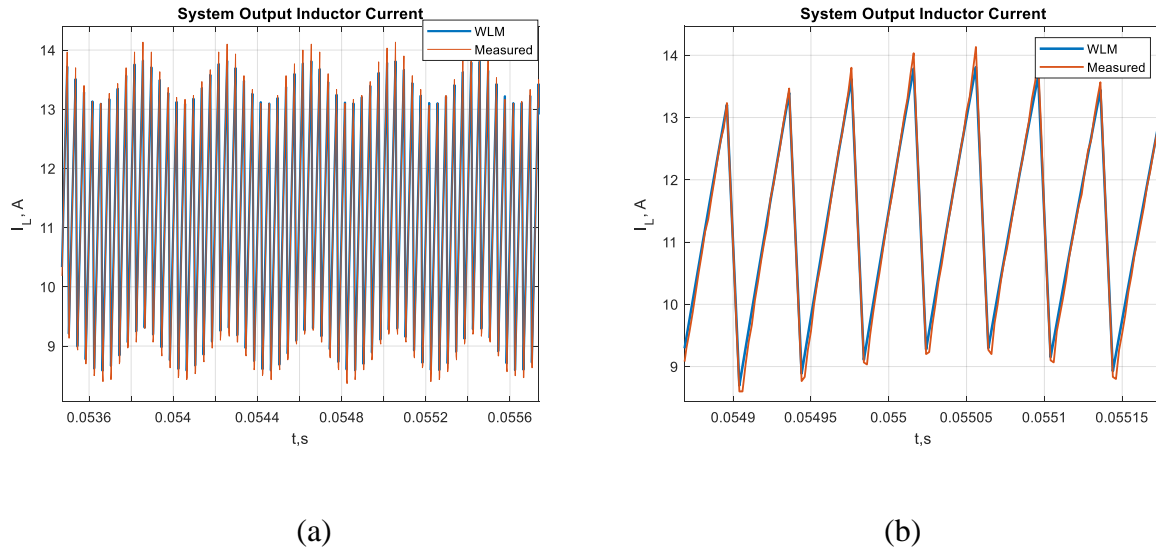 System Output Inductor Current
WLM
Measured
14
13
12
11
10
9
I_L, A
0.0536
0.054
0.0544
0.0548
0.0552
0.0556
t,s
(a)
System Output Inductor Current
WLM
Measured
14
13
12
11
10
9
I_L, A
0.0549
0.05495
0.055
0.05505
0.0551
0.05515
t,s
(b)